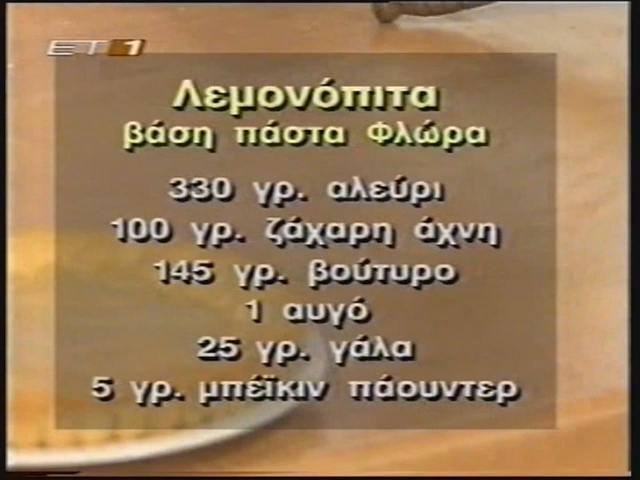 ΕΤ1
Λεμονόπιτα
βάση πάστα Φλώρα
330 γρ. αλεύρι
100 γρ. ζάχαρη άχνη
145 γρ. βούτυρο
1 αυγό
25 γρ. γάλα
5 γρ. μπέϊκιν πάουντερ